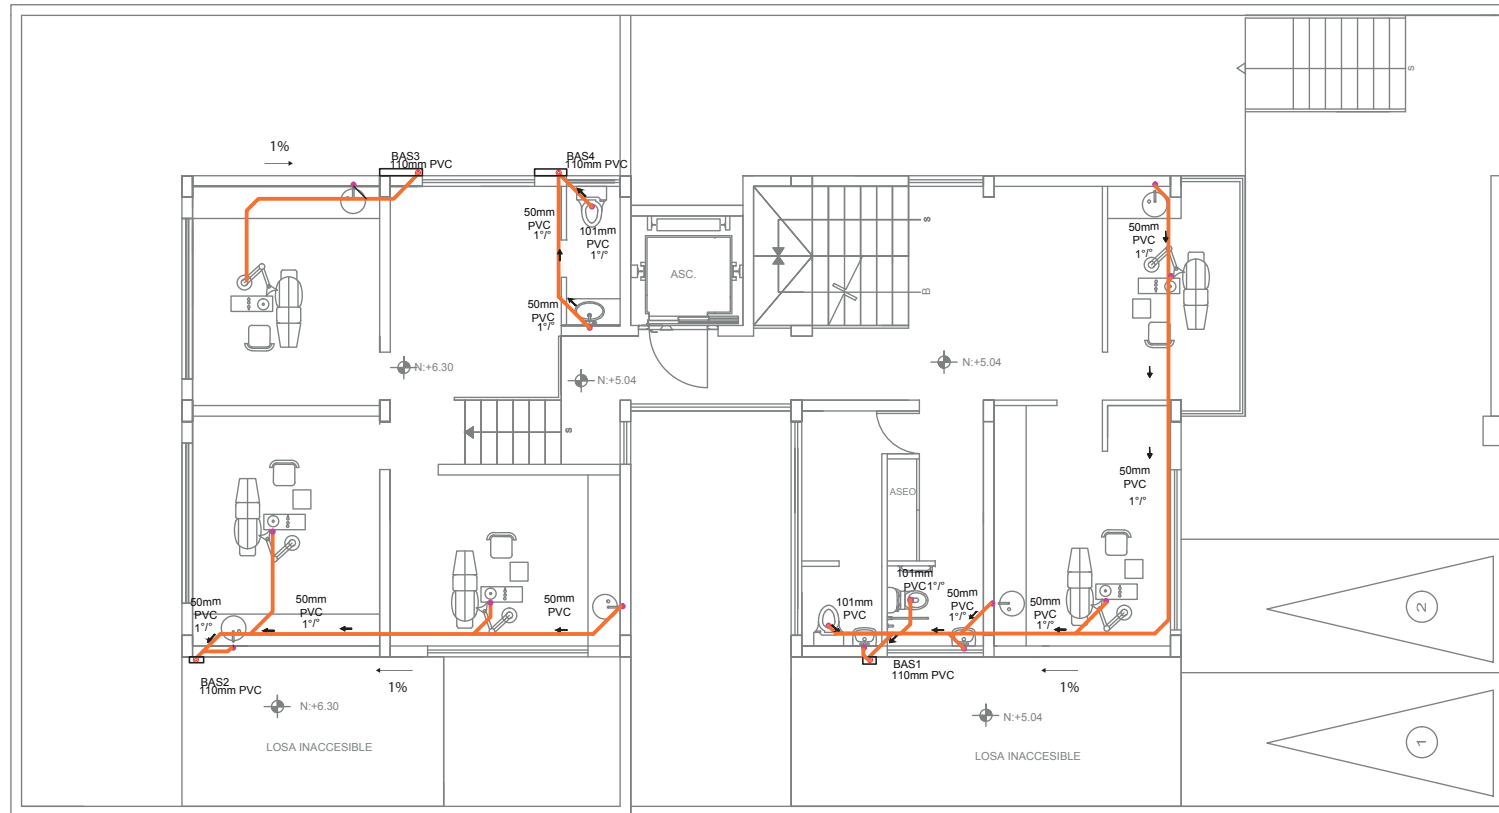 s
1%
BAS3
110mm PVC
BAS4
110mm PVC
50mm
PVC
1°/°
101mm
PVC
1°/°
s
50mm
PVC
1°/°
ASC.
B
50mm
PVC
1°/°
N:+6.30
N:+5.04
N:+5.04
s
50mm
PVC
1°/°
ASEO
50mm
PVC
1°/°
50mm
PVC
1°/°
50mm
PVC
101mm
PVC
101mm
PVC 1°/°
50mm
PVC
1°/°
50mm
PVC
1°/°
2
BAS2
110mm PVC
1%
BAS1
110mm PVC
1%
N:+6.30
N:+5.04
LOSA INACCESIBLE
LOSA INACCESIBLE
1